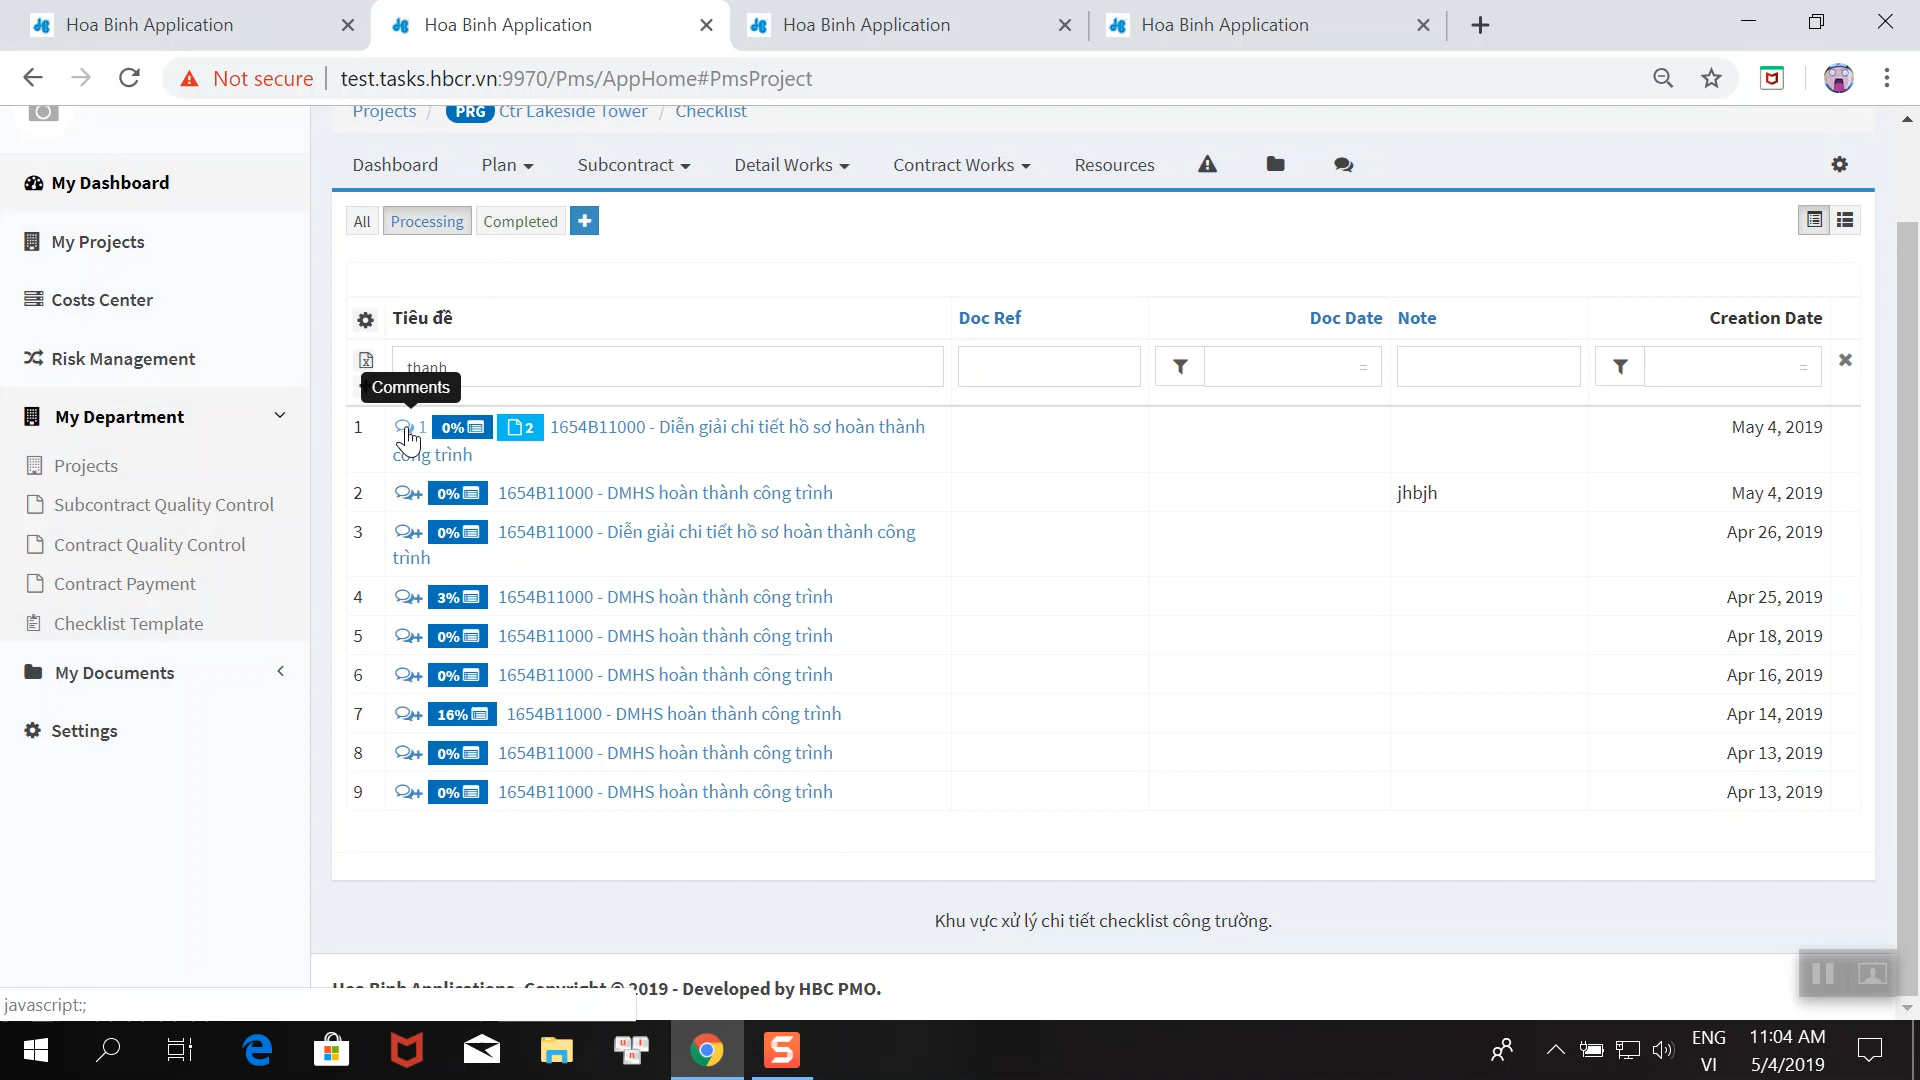 Hoa Binh Application
Hoa Binh Application
Hoa Binh Application
Hoa Binh Application
Not secure
test.tasks.hbcr.vn:9970/Pms/AppHome#PmsProject
Projects / PRG Ctr Lakeside Tower / Checklist
My Dashboard
My Projects
Costs Center
Risk Management
My Department
Projects
Subcontract Quality Control
Contract Quality Control
Contract Payment
Checklist Template
My Documents
Settings
Dashboard Plan Subcontract Detail Works Contract Works Resources
All Processing Completed +
Tiêu đề Doc Ref Doc Date Note Creation Date
thanh = =
Comments
1 1 0% 2 1654B11000 - Diễn giải chi tiết hồ sơ hoàn thành May 4, 2019
công trình
2 0% 1654B11000 - DMHS hoàn thành công trình jhbjh May 4, 2019
3 0% 1654B11000 - Diễn giải chi tiết hồ sơ hoàn thành công Apr 26, 2019
trình
4 3% 1654B11000 - DMHS hoàn thành công trình Apr 25, 2019
5 0% 1654B11000 - DMHS hoàn thành công trình Apr 18, 2019
6 0% 1654B11000 - DMHS hoàn thành công trình Apr 16, 2019
7 16% 1654B11000 - DMHS hoàn thành công trình Apr 14, 2019
8 0% 1654B11000 - DMHS hoàn thành công trình Apr 13, 2019
9 0% 1654B11000 - DMHS hoàn thành công trình Apr 13, 2019
Khu vực xử lý chi tiết checklist công trường.
Hoa Binh Applications, Copyright © 2019 - Developed by HBC PMO.
javascript:;
ENG
VI
11:04 AM
5/4/2019